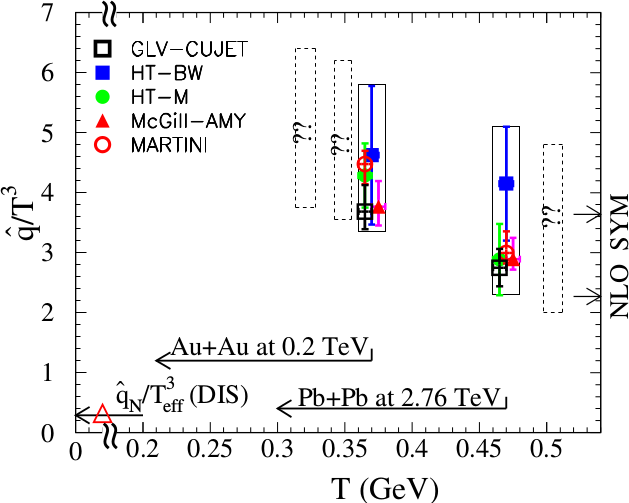 7
6
5
4
3
2
1
0
q̂/T³
GLV−CUJET
HT−BW
HT−M
McGill−AMY
MARTINI
??
??
??
NLO SYM
Au+Au at 0.2 TeV
q̂N/T³eff (DIS)
Pb+Pb at 2.76 TeV
0 0.2 0.25 0.3 0.35 0.4 0.45 0.5
T (GeV)